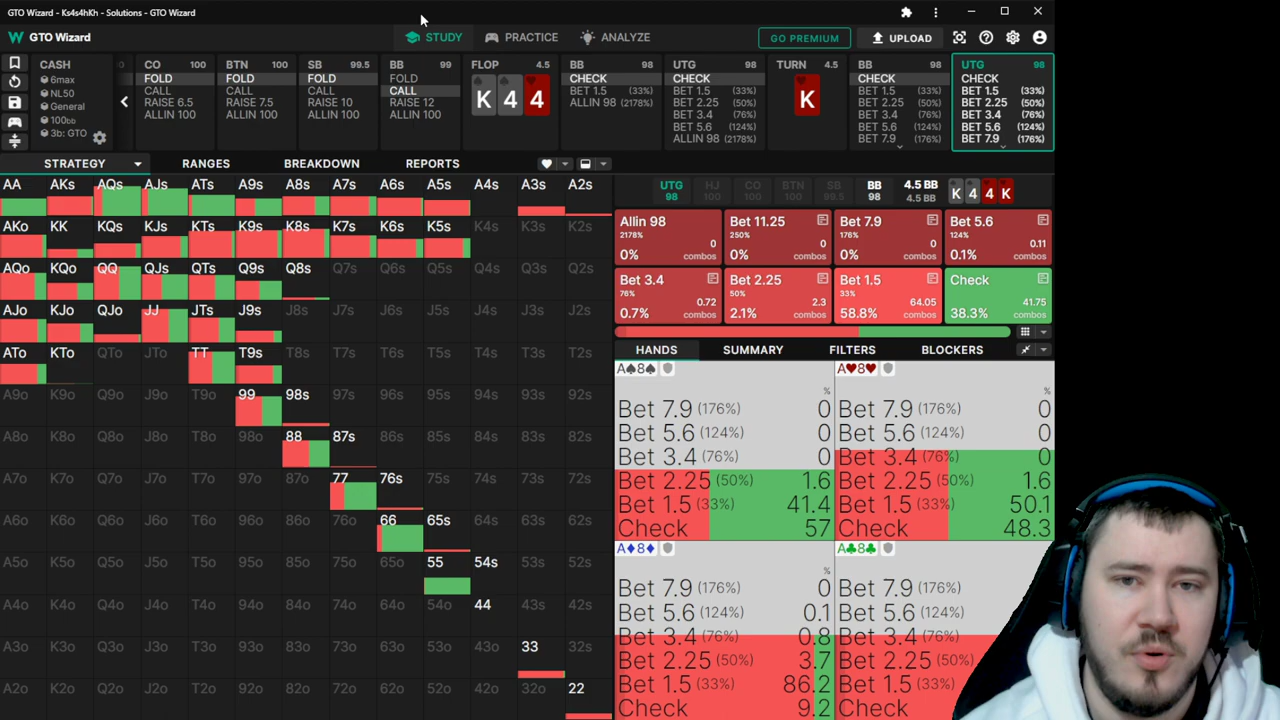 GTO Wizard - Ks4s4hKh - Solutions - GTO Wizard
W GTO Wizard
STUDY PRACTICE ANALYZE
GO PREMIUM UPLOAD
CASH
6max
NL50
General
100bb
3b: GTO
CO 100
FOLD
CALL
RAISE 6.5
ALLIN 100
BTN 100
FOLD
CALL
RAISE 7.5
ALLIN 100
SB 99.5
FOLD
CALL
RAISE 10
ALLIN 100
BB 99
FOLD
CALL
RAISE 12
ALLIN 100
FLOP 4.5
K 4 4
BB 98
CHECK
BET 1.5 (33%)
ALLIN 98 (2178%)
UTG 98
CHECK
BET 1.5 (33%)
BET 2.25 (50%)
BET 3.4 (76%)
BET 5.6 (124%)
ALLIN 98 (2178%)
TURN 4.5
K
BB 98
CHECK
BET 1.5 (33%)
BET 2.25 (50%)
BET 3.4 (76%)
BET 5.6 (124%)
BET 7.9 (176%)
UTG 98
CHECK
BET 1.5 (33%)
BET 2.25 (50%)
BET 3.4 (76%)
BET 5.6 (124%)
BET 7.9 (176%)
STRATEGY RANGES BREAKDOWN REPORTS
AA AKs AQs AJs ATs A9s A8s A7s A6s A5s A4s A3s A2s
AKo KK KQs KJs KTs K9s K8s K7s K6s K5s K4s K3s K2s
AQo KQo QQ QJs QTs Q9s Q8s Q7s Q6s Q5s Q4s Q3s Q2s
AJo KJo QJo JJ JTs J9s J8s J7s J6s J5s J4s J3s J2s
ATo KTo QTo JTo TT T9s T8s T7s T6s T5s T4s T3s T2s
A9o K9o Q9o J9o T9o 99 98s 97s 96s 95s 94s 93s 92s
A8o K8o Q8o J8o T8o 98o 88 87s 86s 85s 84s 83s 82s
A7o K7o Q7o J7o T7o 97o 87o 77 76s 75s 74s 73s 72s
A6o K6o Q6o J6o T6o 96o 86o 76o 66 65s 64s 63s 62s
A5o K5o Q5o J5o T5o 95o 85o 75o 65o 55 54s 53s 52s
A4o K4o Q4o J4o T4o 94o 84o 74o 64o 54o 44 43s 42s
A3o K3o Q3o J3o T3o 93o 83o 73o 63o 53o 43o 33 32s
A2o K2o Q2o J2o T2o 92o 82o 72o 62o 52o 42o 32o 22
UTG 98
HJ 100
CO 100
BTN 100
SB 99.5
BB 98
4.5 BB
4.5 BB
K 4 4 K
Allin 98
2178%
0
0% combos
Bet 11.25
250%
0
0% combos
Bet 7.9
176%
0
0% combos
Bet 5.6
124%
0.11
0.1% combos
Bet 3.4
76%
0.72
0.7% combos
Bet 2.25
50%
2.3
2.1% combos
Bet 1.5
33%
64.05
58.8% combos
Check
41.75
38.3% combos
HANDS SUMMARY FILTERS BLOCKERS
A♠8♠
%
Bet 7.9 (176%) 0
Bet 5.6 (124%) 0
Bet 3.4 (76%) 0
Bet 2.25 (50%) 1.6
Bet 1.5 (33%) 41.4
Check 57
A♥8♥
%
Bet 7.9 (176%) 0
Bet 5.6 (124%) 0
Bet 3.4 (76%) 0
Bet 2.25 (50%) 1.6
Bet 1.5 (33%) 50.1
Check 48.3
A♦8♦
%
Bet 7.9 (176%) 0
Bet 5.6 (124%) 0.1
Bet 3.4 (76%) 0.8
Bet 2.25 (50%) 3.7
Bet 1.5 (33%) 86.2
Check 9.2
A♣8♣
%
Bet 7.9 (176%)
Bet 5.6 (124%)
Bet 3.4 (76%)
Bet 2.25 (50%)
Bet 1.5 (33%)
Check